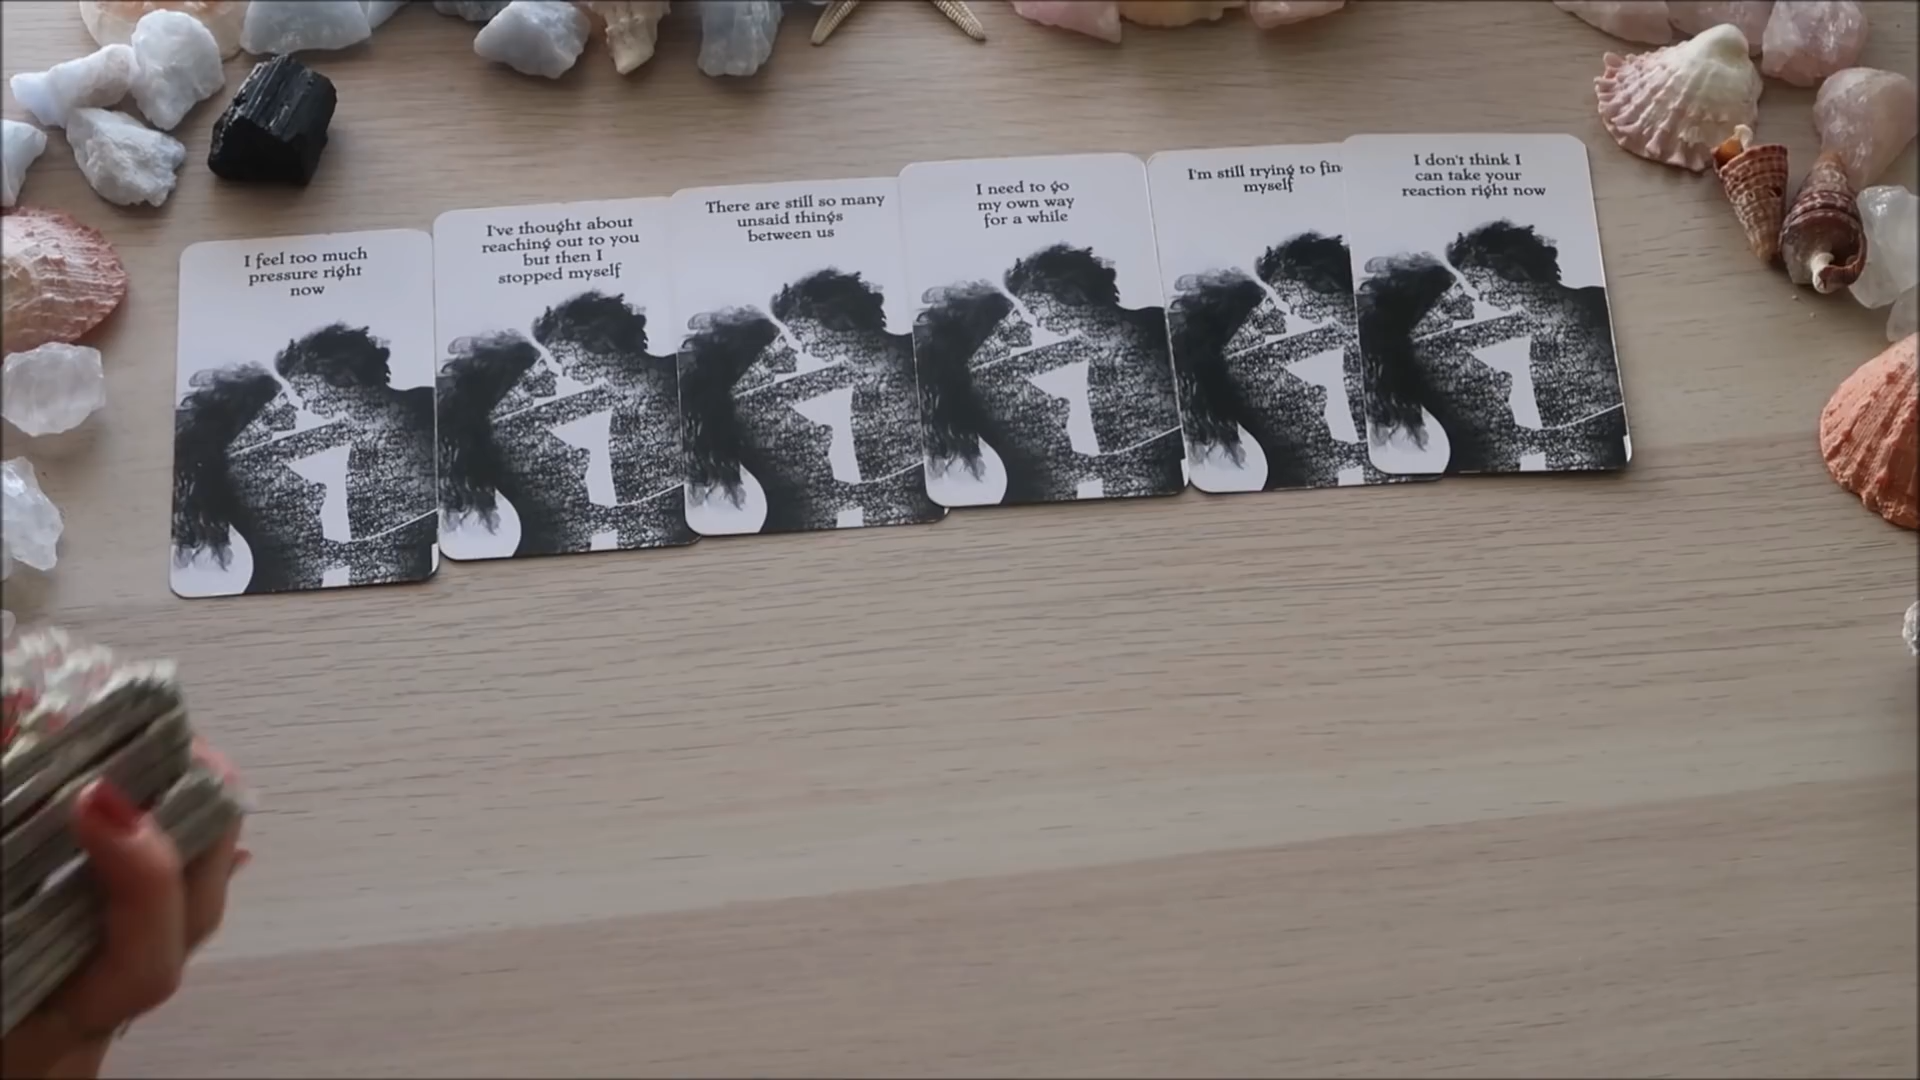 I feel too much
pressure right
now
I've thought about
reaching out to you
but then I
stopped myself
There are still so many
unsaid things
between us
I need to go
my own way
for a while
I'm still trying to fin
myself
I don't think I
can take your
reaction right now